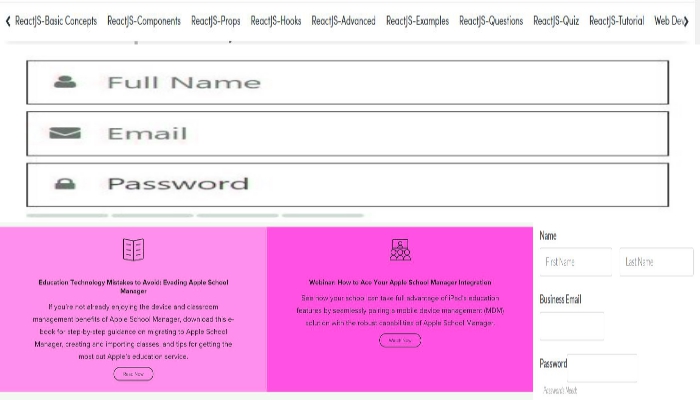 ReactJS-Basic Concepts ReactJS-Components ReactJS-Props ReactJS-Hooks ReactJS-Advanced ReactJS-Examples ReactJS-Questions ReactJS-Quiz ReactJS-Tutorial Web Dev
Full Name
Email
Password
Education Technology Mistakes to Avoid: Evading Apple School
Manager
If you're not already enjoying the device and classroom
management benefits of Apple School Manager, download this e-
book for step-by-step guidance on migrating to Apple School
Manager, creating and importing classes, and tips for getting the
most out Apple's education service.
Read Now
Webinar: How to Ace Your Apple School Manager Integration
See how your school can take full advantage of iPad's education
features by seamlessly pairing a mobile device management (MDM)
solution with the robust capabilities of Apple School Manager.
Watch Now
Name
First Name Last Name
Business Email
Password